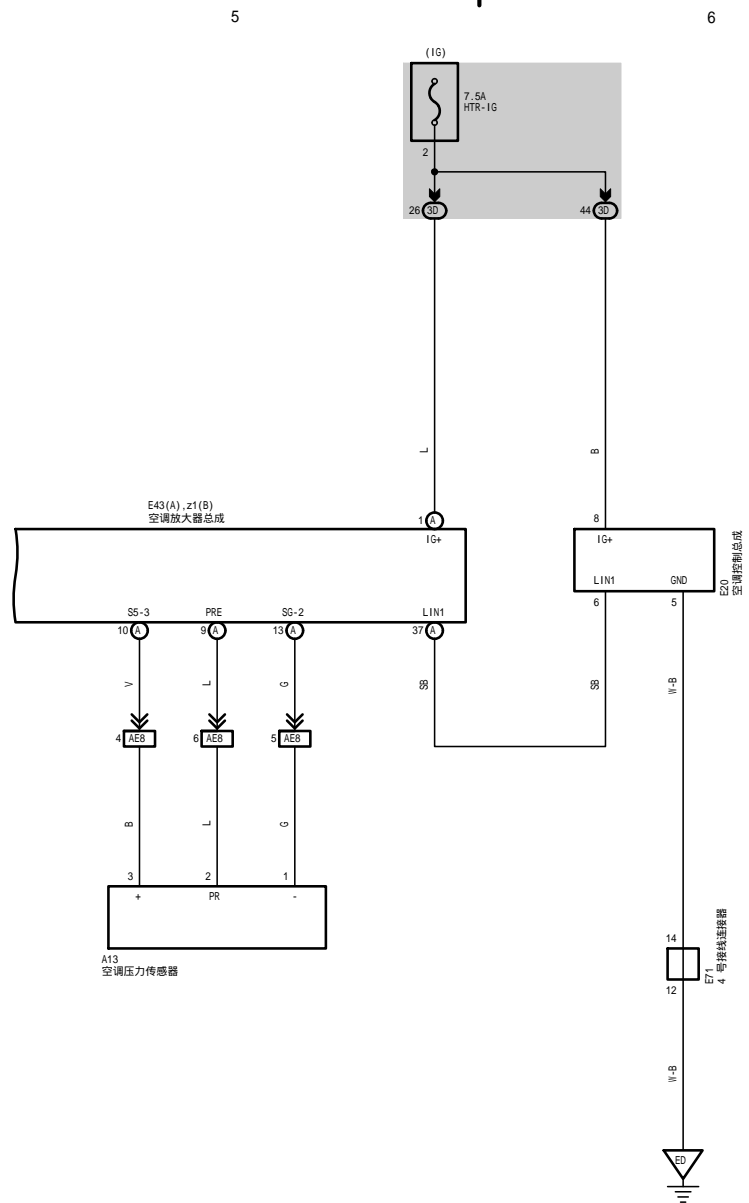 5
6
(IG)
7.5A
HTR-IG
2
26
3D
44
3D
L
B
E43(A),z1(B)
空调放大器总成
1
A
8
IG+
IG+
E20
空调控制总成
LIN1
GND
S5-3
PRE
SG-2
LIN1
6
5
10
A
9
A
13
A
37
A
V
L
G
SB
SB
W-B
4
AE8
6
AE8
5
AE8
B
L
G
3
2
1
+
PR
-
14
E71
4 号接线连接器
A13
空调压力传感器
12
W-B
ED